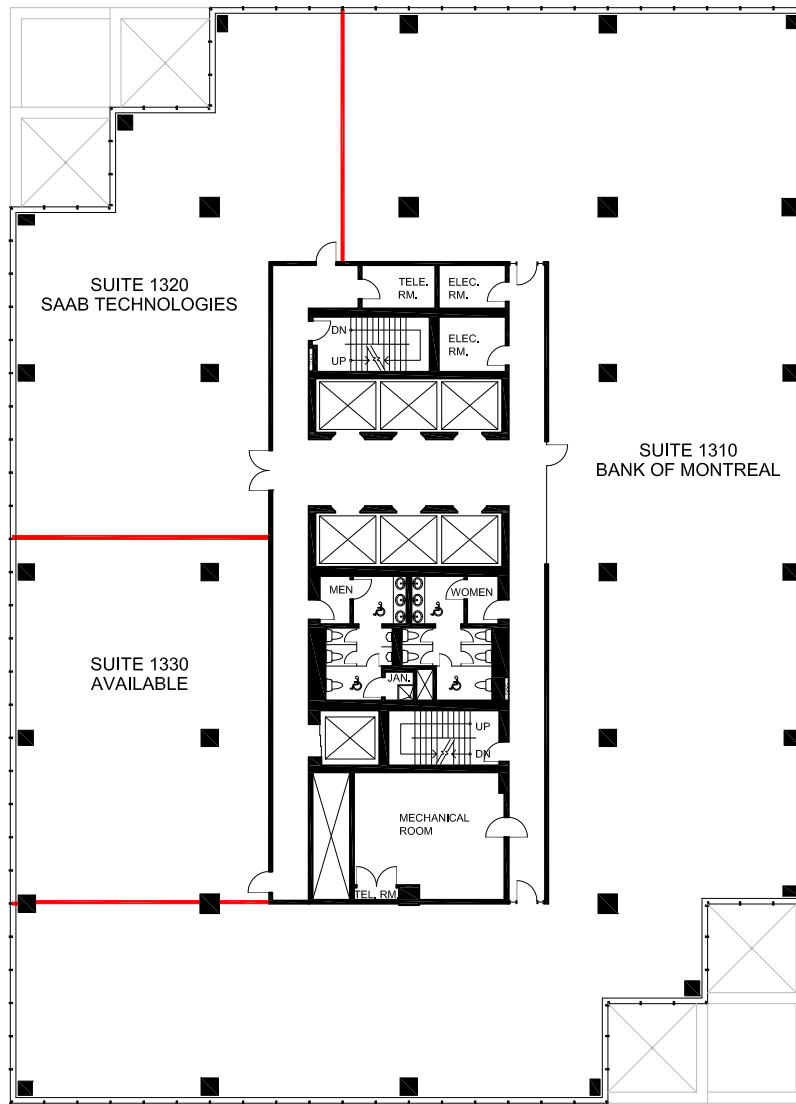 TELE.
RM.
ELEC.
RM.
SUITE 1320
SAAB TECHNOLOGIES
DN
UP
ELEC.
RM.
SUITE 1310
BANK OF MONTREAL
MEN
WOMEN
SUITE 1330
AVAILABLE
JAN.
UP
DN
MECHANICAL
ROOM
TEL. RM.